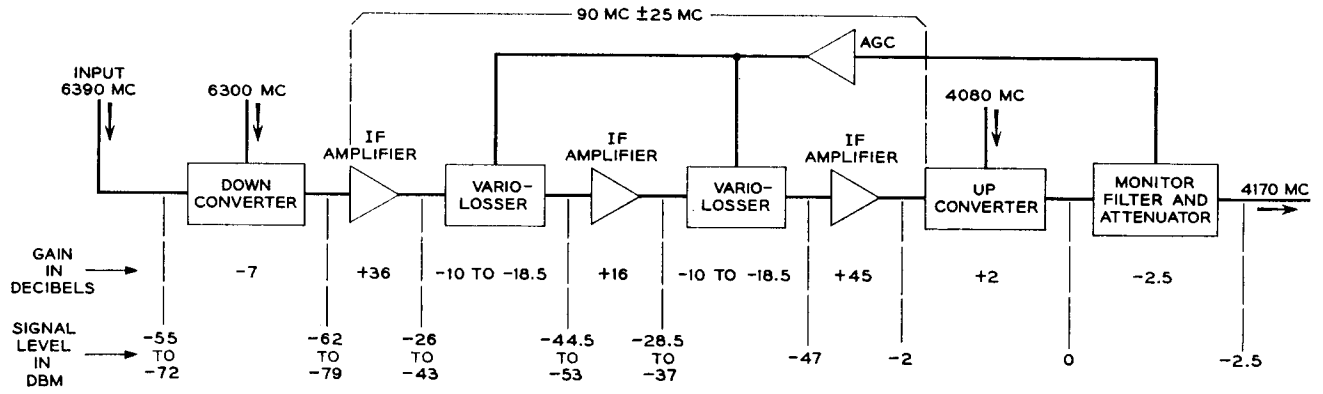 90 MC ±25 MC
AGC
INPUT
6390 MC
6300 MC
4080 MC
IF
AMPLIFIER
IF
AMPLIFIER
IF
AMPLIFIER
DOWN
CONVERTER
VARIO-
LOSSER
VARIO-
LOSSER
UP
CONVERTER
MONITOR
FILTER AND
ATTENUATOR
4170 MC
GAIN
IN
DECIBELS
-7
+36
-10 TO -18.5
+16
-10 TO -18.5
+45
+2
-2.5
SIGNAL
LEVEL
IN
DBM
-55
TO
-72
-62
TO
-79
-26
TO
-43
-44.5
TO
-53
-28.5
TO
-37
-47
-2
0
-2.5